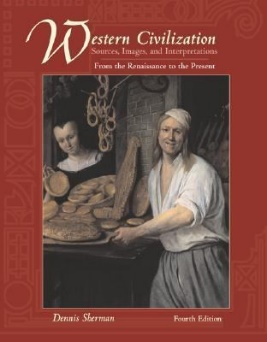 Western Civilization
Sources, Images, and Interpretations
From the Renaissance to the Present
Dennis Sherman
Fourth Edition